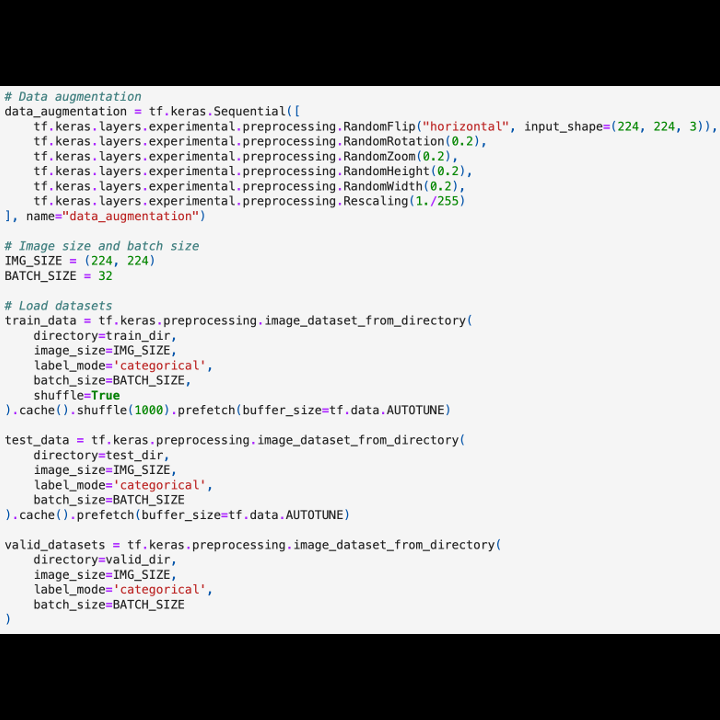 # Data augmentation
data_augmentation = tf.keras.Sequential([
    tf.keras.layers.experimental.preprocessing.RandomFlip("horizontal", input_shape=(224, 224, 3)),
    tf.keras.layers.experimental.preprocessing.RandomRotation(0.2),
    tf.keras.layers.experimental.preprocessing.RandomZoom(0.2),
    tf.keras.layers.experimental.preprocessing.RandomHeight(0.2),
    tf.keras.layers.experimental.preprocessing.RandomWidth(0.2),
    tf.keras.layers.experimental.preprocessing.Rescaling(1./255)
], name="data_augmentation")

# Image size and batch size
IMG_SIZE = (224, 224)
BATCH_SIZE = 32

# Load datasets
train_data = tf.keras.preprocessing.image_dataset_from_directory(
    directory=train_dir,
    image_size=IMG_SIZE,
    label_mode='categorical',
    batch_size=BATCH_SIZE,
    shuffle=True
).cache().shuffle(1000).prefetch(buffer_size=tf.data.AUTOTUNE)

test_data = tf.keras.preprocessing.image_dataset_from_directory(
    directory=test_dir,
    image_size=IMG_SIZE,
    label_mode='categorical',
    batch_size=BATCH_SIZE
).cache().prefetch(buffer_size=tf.data.AUTOTUNE)

valid_datasets = tf.keras.preprocessing.image_dataset_from_directory(
    directory=valid_dir,
    image_size=IMG_SIZE,
    label_mode='categorical',
    batch_size=BATCH_SIZE
)